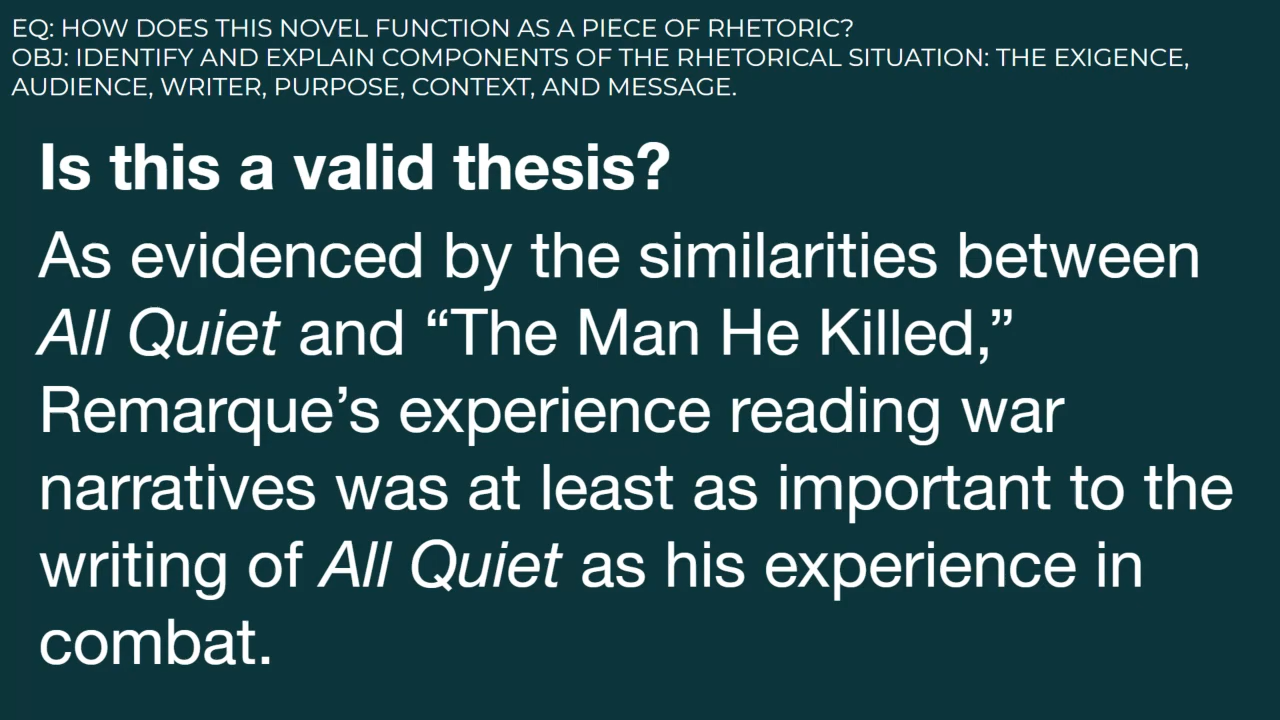 EQ: HOW DOES THIS NOVEL FUNCTION AS A PIECE OF RHETORIC?
OBJ: IDENTIFY AND EXPLAIN COMPONENTS OF THE RHETORICAL SITUATION: THE EXIGENCE,
AUDIENCE, WRITER, PURPOSE, CONTEXT, AND MESSAGE.
Is this a valid thesis?
As evidenced by the similarities between
All Quiet and “The Man He Killed,”
Remarque’s experience reading war
narratives was at least as important to the
writing of All Quiet as his experience in
combat.